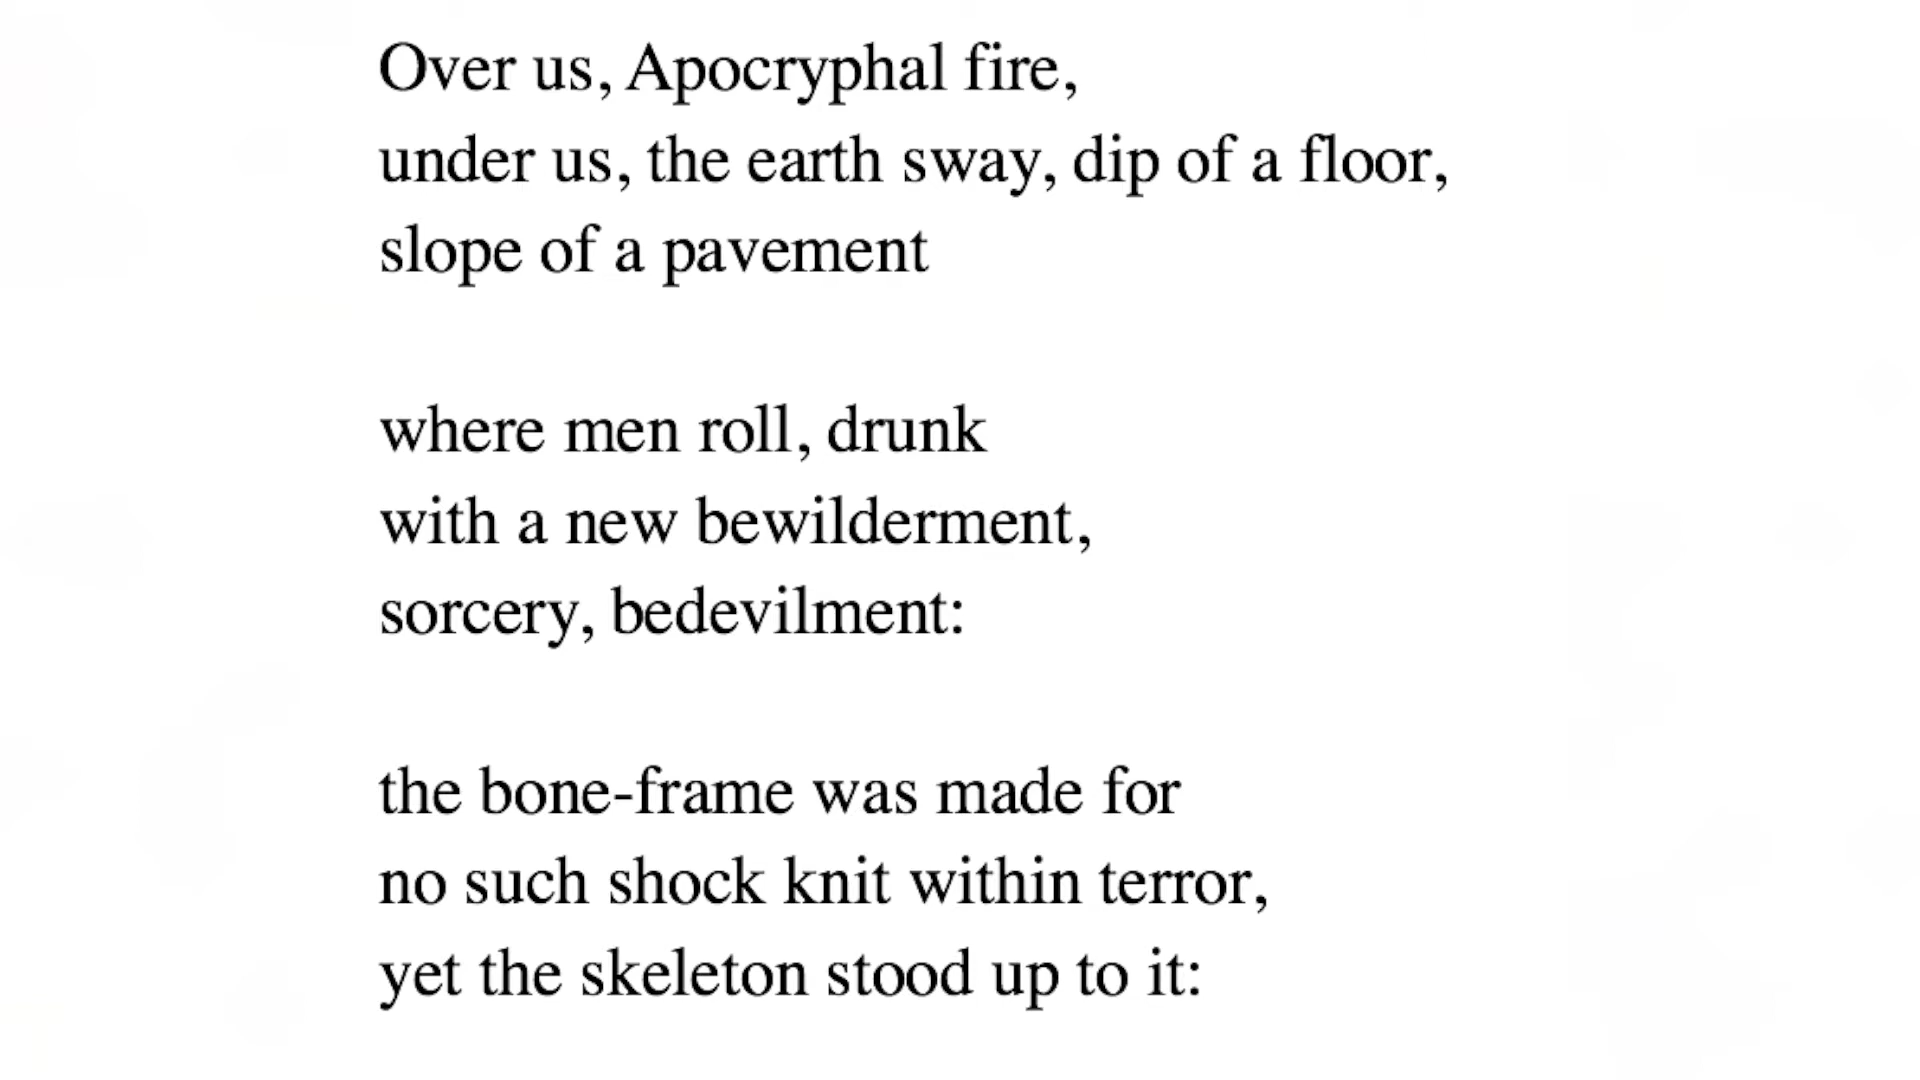 Over us, Apocryphal fire,
under us, the earth sway, dip of a floor,
slope of a pavement
where men roll, drunk
with a new bewilderment,
sorcery, bedevilment:
the bone-frame was made for
no such shock knit within terror,
yet the skeleton stood up to it: